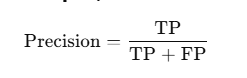 Precision = TP / (TP + FP)